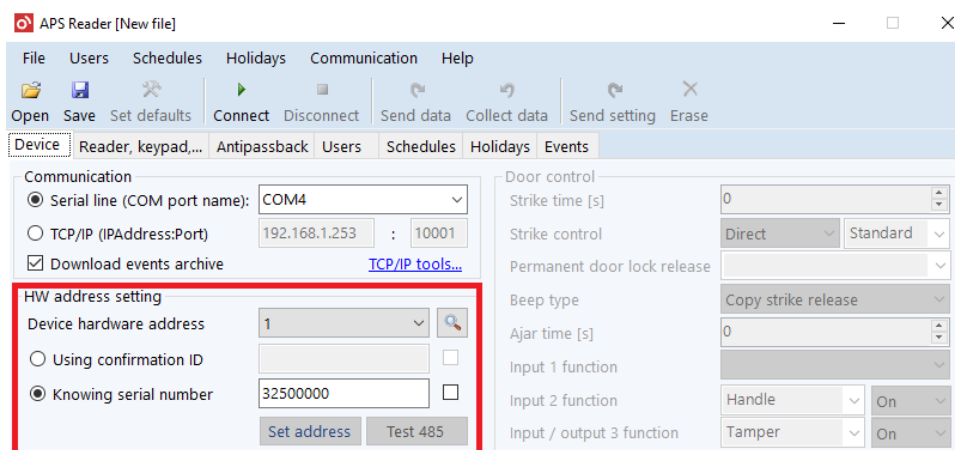 APS Reader [New file]
File Users Schedules Holidays Communication Help
Open Save Set defaults Connect Disconnect Send data Collect data Send setting Erase
Device Reader, keypad,... Antipassback Users Schedules Holidays Events
Communication
Serial line (COM port name): COM4
TCP/IP (IPAddress:Port) 192.168.1.253 : 10001
Download events archive TCP/IP tools...
HW address setting
Device hardware address 1
Using confirmation ID
Knowing serial number 32500000
Set address Test 485
Door control
Strike time [s] 0
Strike control Direct Standard
Permanent door lock release
Beep type Copy strike release
Ajar time [s] 0
Input 1 function
Input 2 function Handle On
Input / output 3 function Tamper On